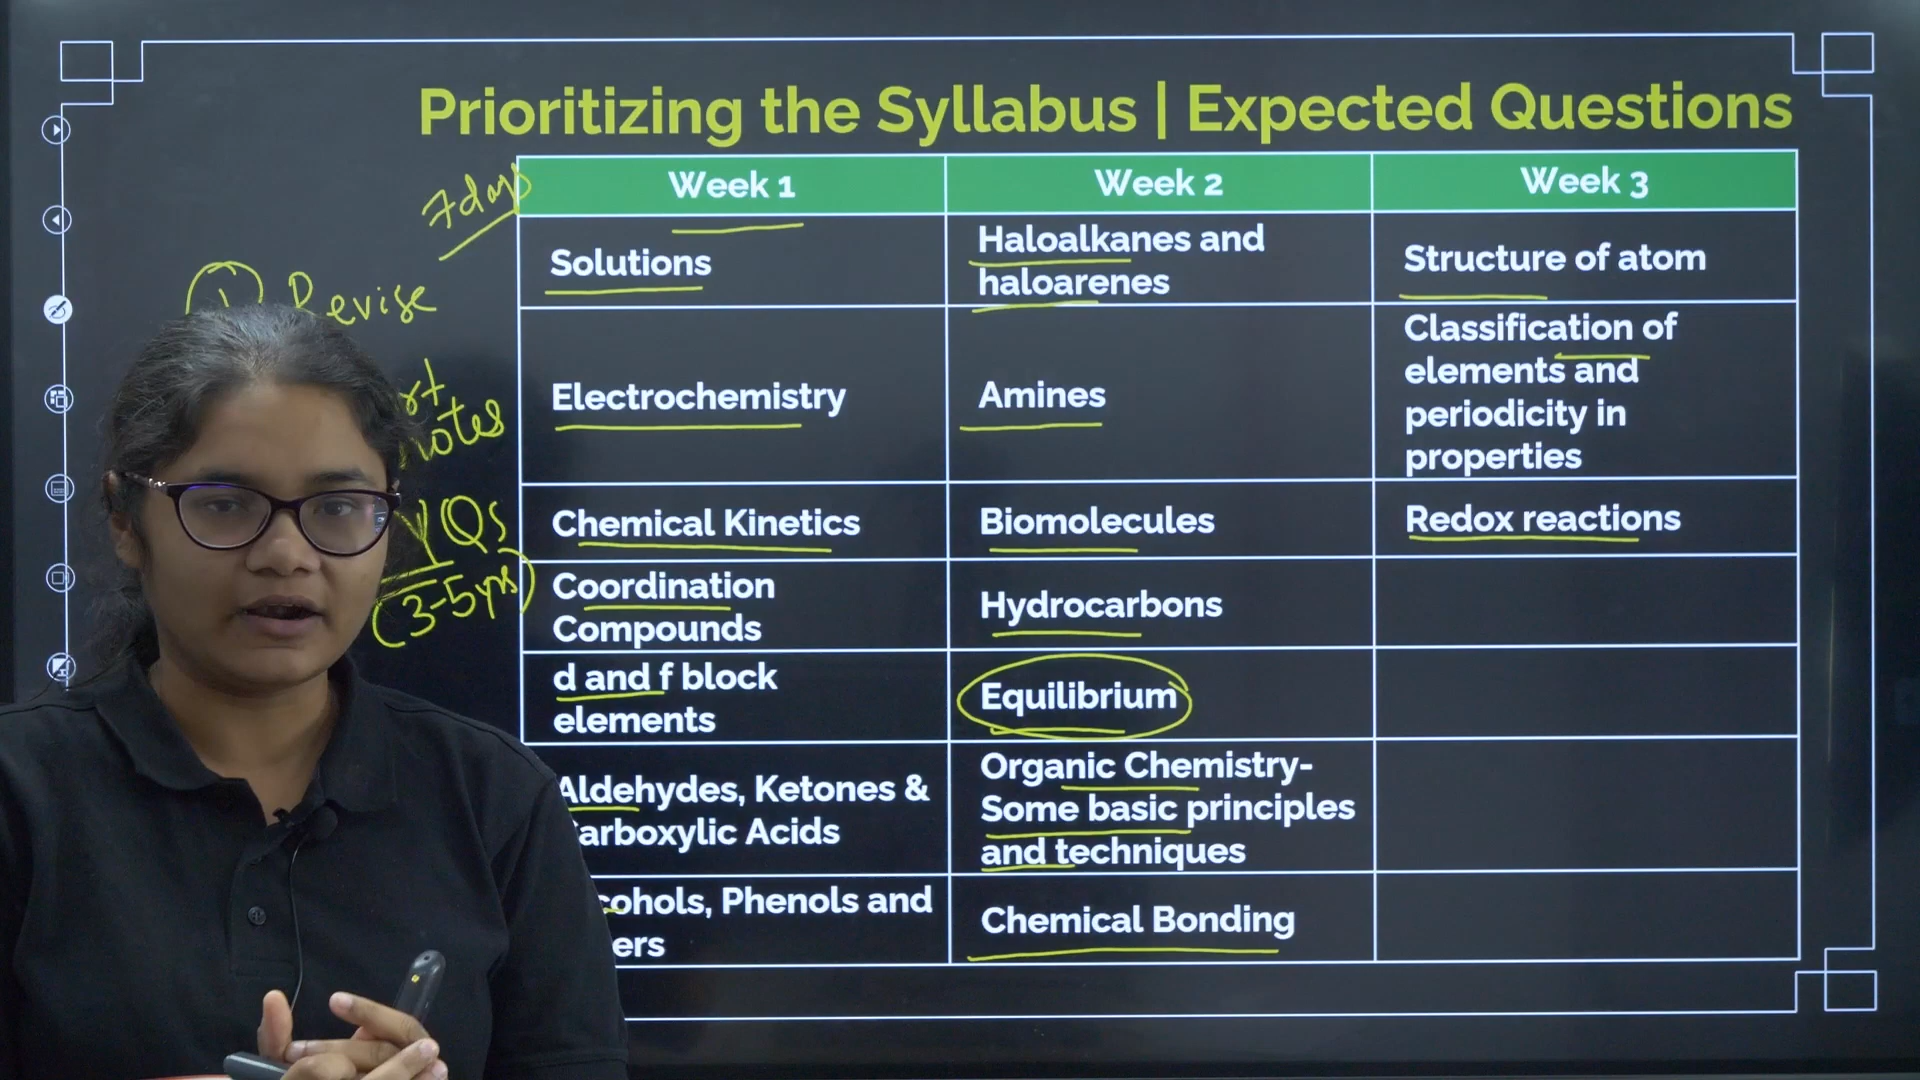 Prioritizing the Syllabus | Expected Questions
7 days
1 Revise
notes
YQs
(3-5yrs)
Week 1
Week 2
Week 3
Solutions
Haloalkanes and
haloarenes
Structure of atom
Electrochemistry
Amines
Classification of
elements and
periodicity in
properties
Chemical Kinetics
Biomolecules
Redox reactions
Coordination
Compounds
Hydrocarbons
d and f block
elements
Equilibrium
Aldehydes, Ketones &
arboxylic Acids
Organic Chemistry-
Some basic principles
and techniques
cohols, Phenols and
ers
Chemical Bonding